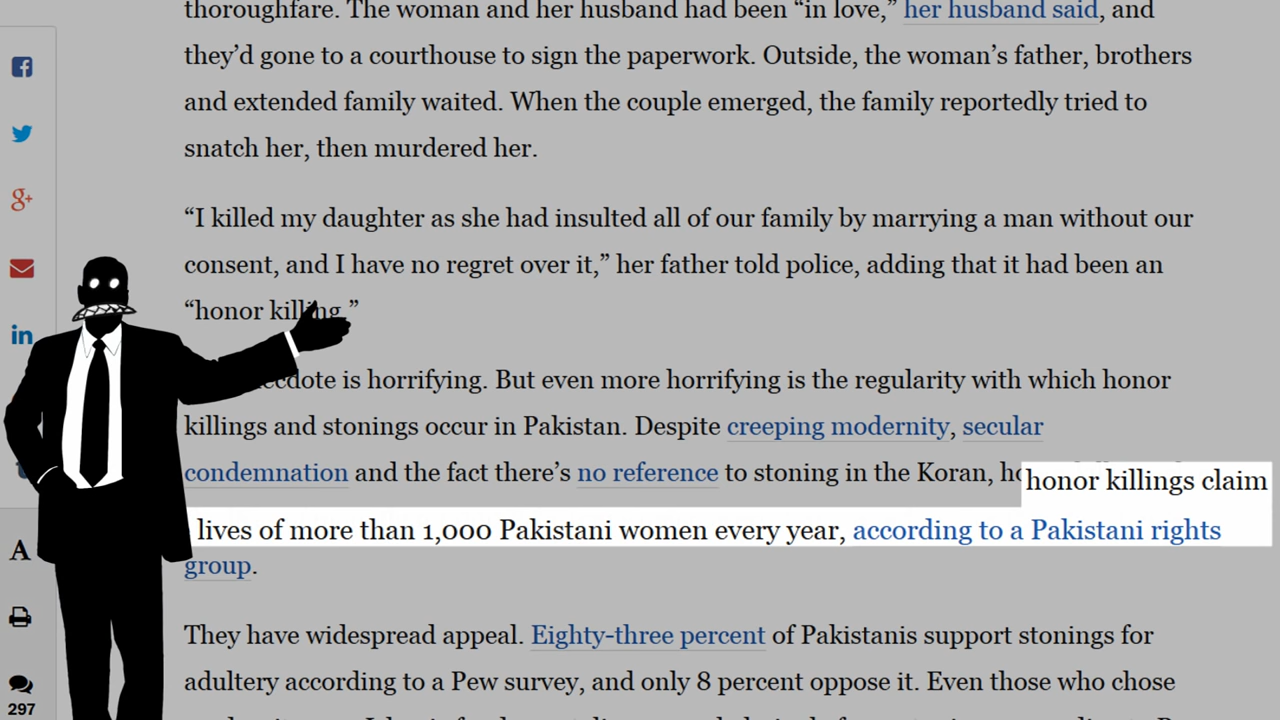 thoroughfare. The woman and her husband had been “in love,” her husband said, and
they’d gone to a courthouse to sign the paperwork. Outside, the woman’s father, brothers
and extended family waited. When the couple emerged, the family reportedly tried to
snatch her, then murdered her.
“I killed my daughter as she had insulted all of our family by marrying a man without our
consent, and I have no regret over it,” her father told police, adding that it had been an
“honor killing.”
is horrifying. But even more horrifying is the regularity with which honor
killings and stonings occur in Pakistan. Despite creeping modernity, secular
condemnation and the fact there’s no reference to stoning in the Koran,
honor killings claim
lives of more than 1,000 Pakistani women every year, according to a Pakistani rights
group.
They have widespread appeal. Eighty-three percent of Pakistanis support stonings for
adultery according to a Pew survey, and only 8 percent oppose it. Even those who chose
in
A
297